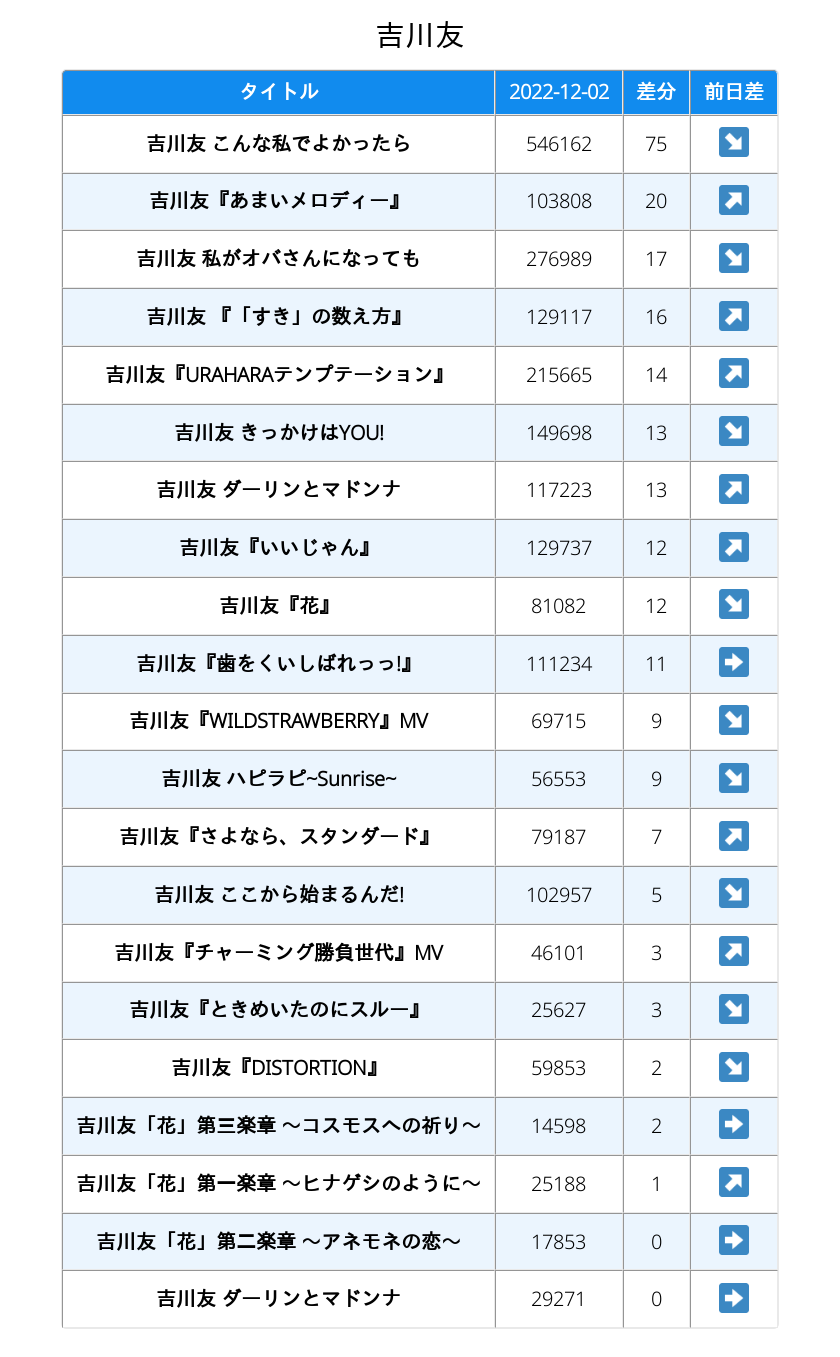 吉川友
タイトル 2022-12-02 差分 前日差
吉川友 こんな私でよかったら 546162 75 ↘
吉川友『あまいメロディー』 103808 20 ↗
吉川友 私がオバさんになっても 276989 17 ↘
吉川友 『「すき」の数え方』 129117 16 ↗
吉川友『URAHARAテンプテーション』 215665 14 ↗
吉川友 きっかけはYOU! 149698 13 ↘
吉川友 ダーリンとマドンナ 117223 13 ↗
吉川友『いいじゃん』 129737 12 ↗
吉川友『花』 81082 12 ↘
吉川友『歯をくいしばれっっ!』 111234 11 →
吉川友『WILDSTRAWBERRY』MV 69715 9 ↘
吉川友 ハピラピ~Sunrise~ 56553 9 ↘
吉川友『さよなら、スタンダード』 79187 7 ↗
吉川友 ここから始まるんだ! 102957 5 ↘
吉川友『チャーミング勝負世代』MV 46101 3 ↗
吉川友『ときめいたのにスルー』 25627 3 ↘
吉川友『DISTORTION』 59853 2 ↘
吉川友「花」第三楽章 〜コスモスへの祈り〜 14598 2 →
吉川友「花」第一楽章 〜ヒナゲシのように〜 25188 1 ↗
吉川友「花」第二楽章 〜アネモネの恋〜 17853 0 →
吉川友 ダーリンとマドンナ 29271 0 →